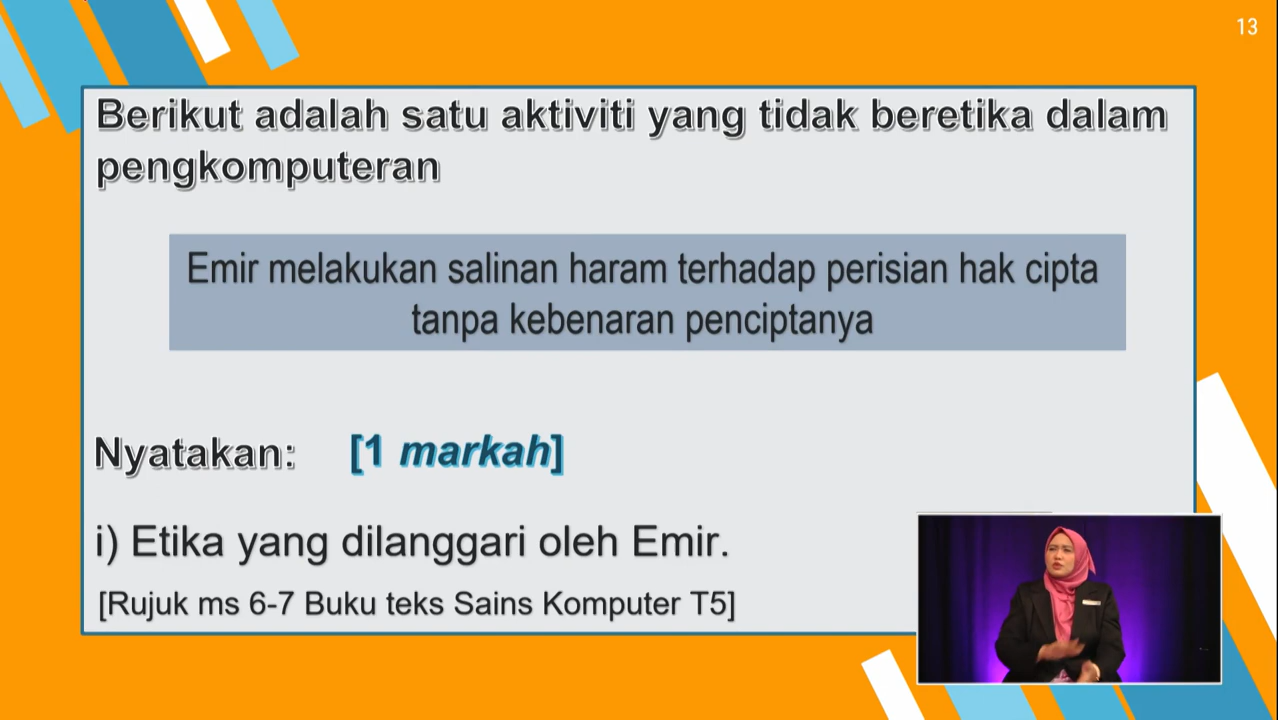 13
Berikut adalah satu aktiviti yang tidak beretika dalam
pengkomputeran
Emir melakukan salinan haram terhadap perisian hak cipta
tanpa kebenaran penciptanya
Nyatakan: [1 markah]
i) Etika yang dilanggari oleh Emir.
[Rujuk ms 6-7 Buku teks Sains Komputer T5]